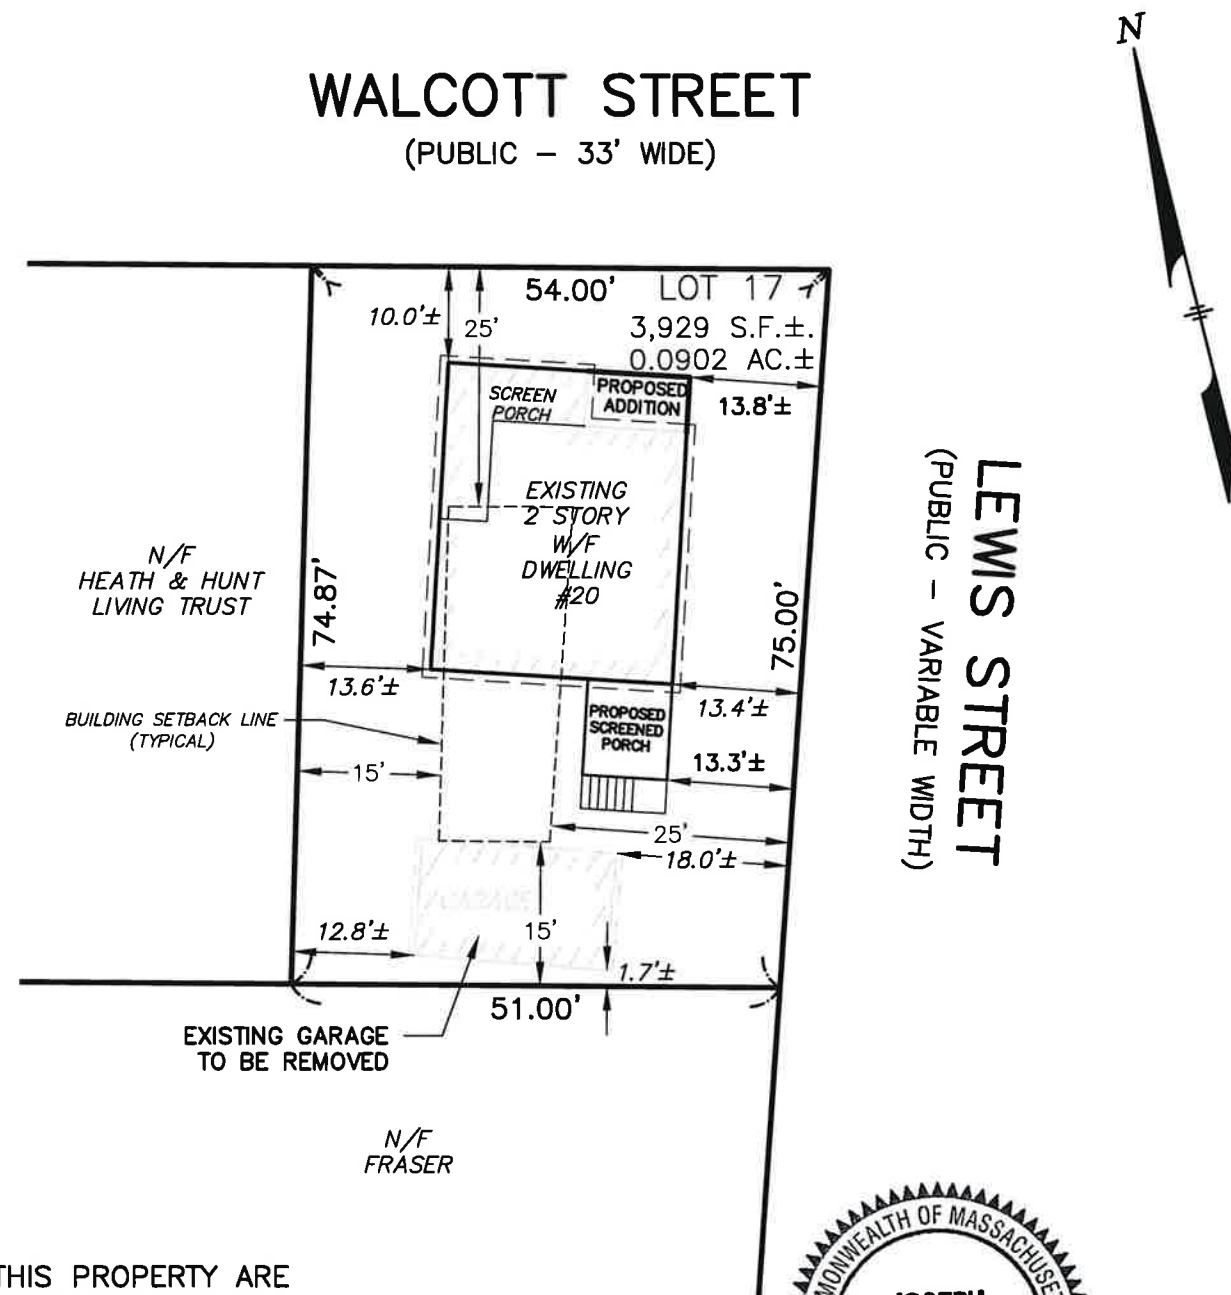 N
WALCOTT STREET
(PUBLIC – 33' WIDE)
54.00'
LOT 17
10.0'±
25'
3,929 S.F.±.
0.0902 AC.±
SCREEN
PORCH
PROPOSED
ADDITION
13.8'±
LEWIS STREET
(PUBLIC – VARIABLE WIDTH)
EXISTING
2 STORY
W/F
DWELLING
#20
N/F
HEATH & HUNT
LIVING TRUST
74.87'
75.00'
13.6'±
13.4'±
BUILDING SETBACK LINE
(TYPICAL)
PROPOSED
SCREENED
PORCH
13.3'±
15'
25'
18.0'±
GARAGE
12.8'±
15'
1.7'±
51.00'
EXISTING GARAGE
TO BE REMOVED
N/F
FRASER
THIS PROPERTY ARE
MONWEALTH OF MASSACHUSE
JOSEPH